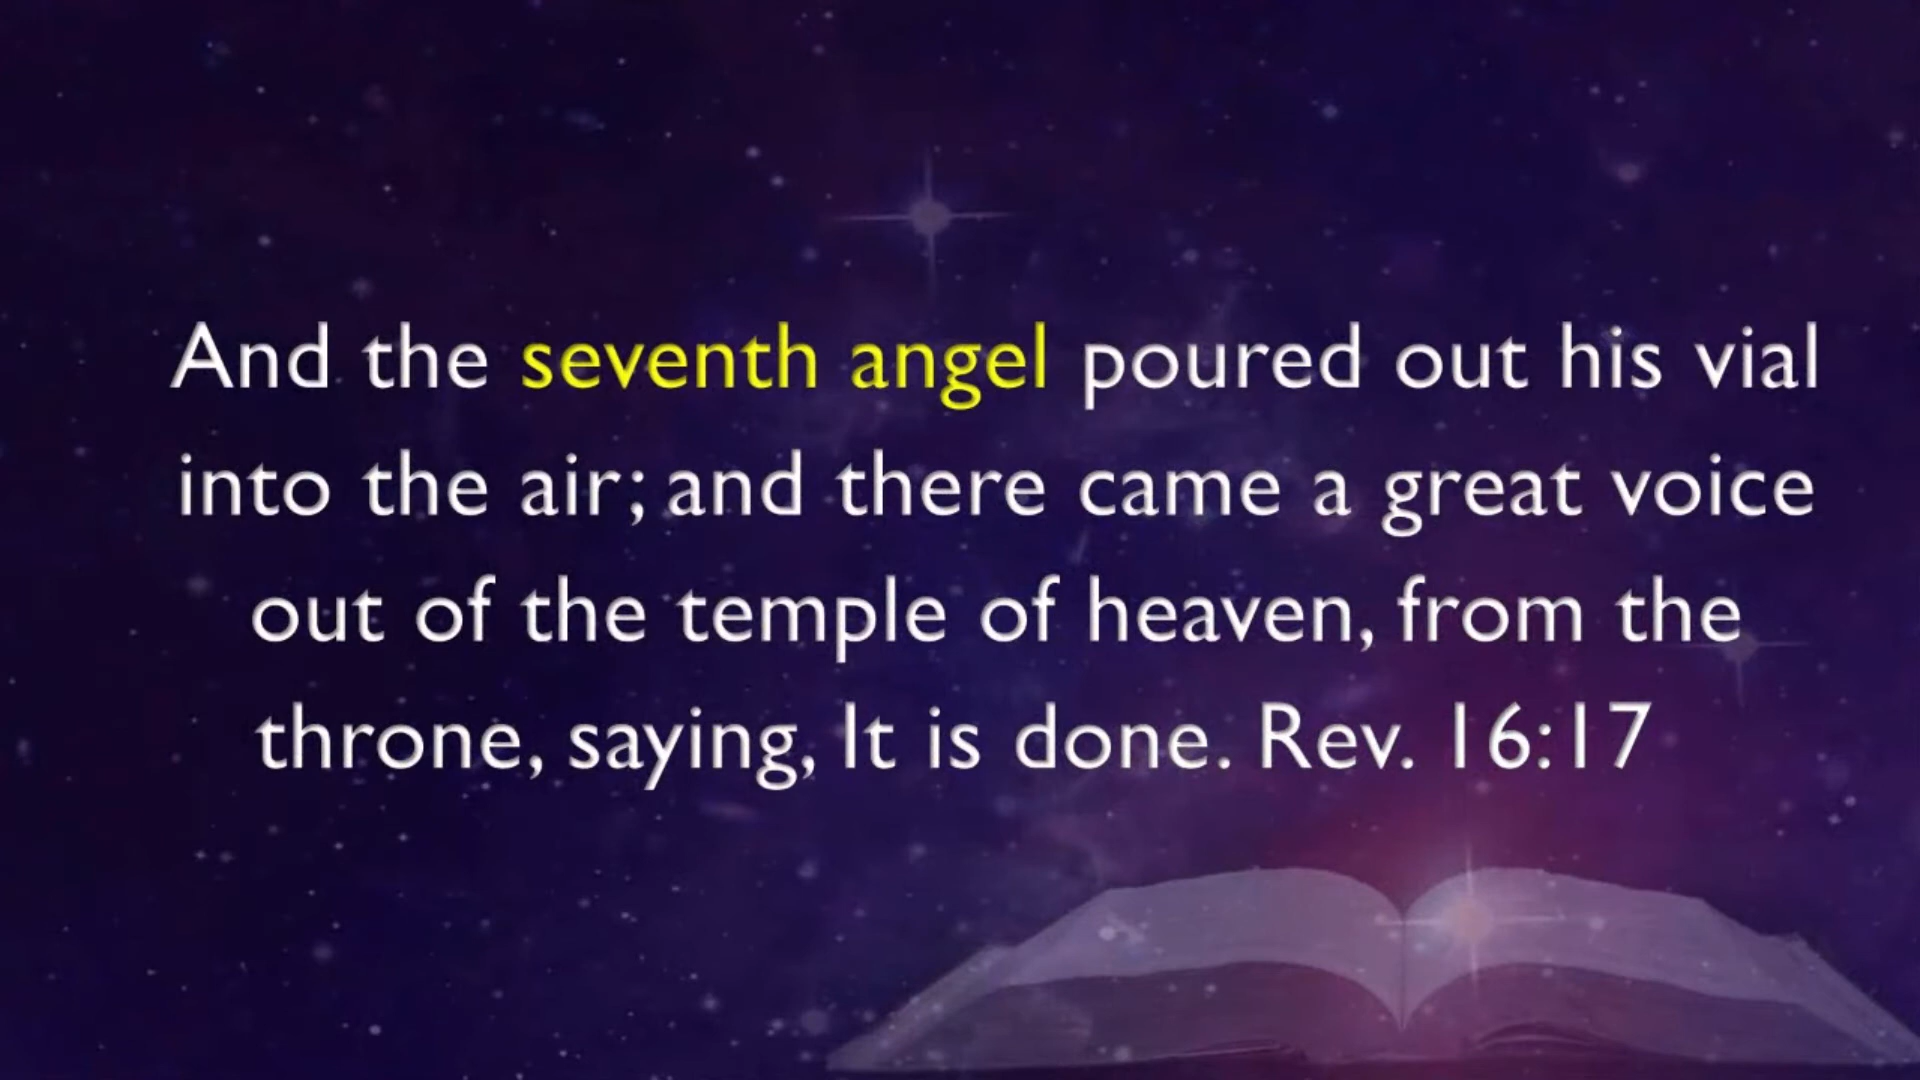 And the seventh angel poured out his vial
into the air; and there came a great voice
out of the temple of heaven, from the
throne, saying, It is done. Rev. 16:17